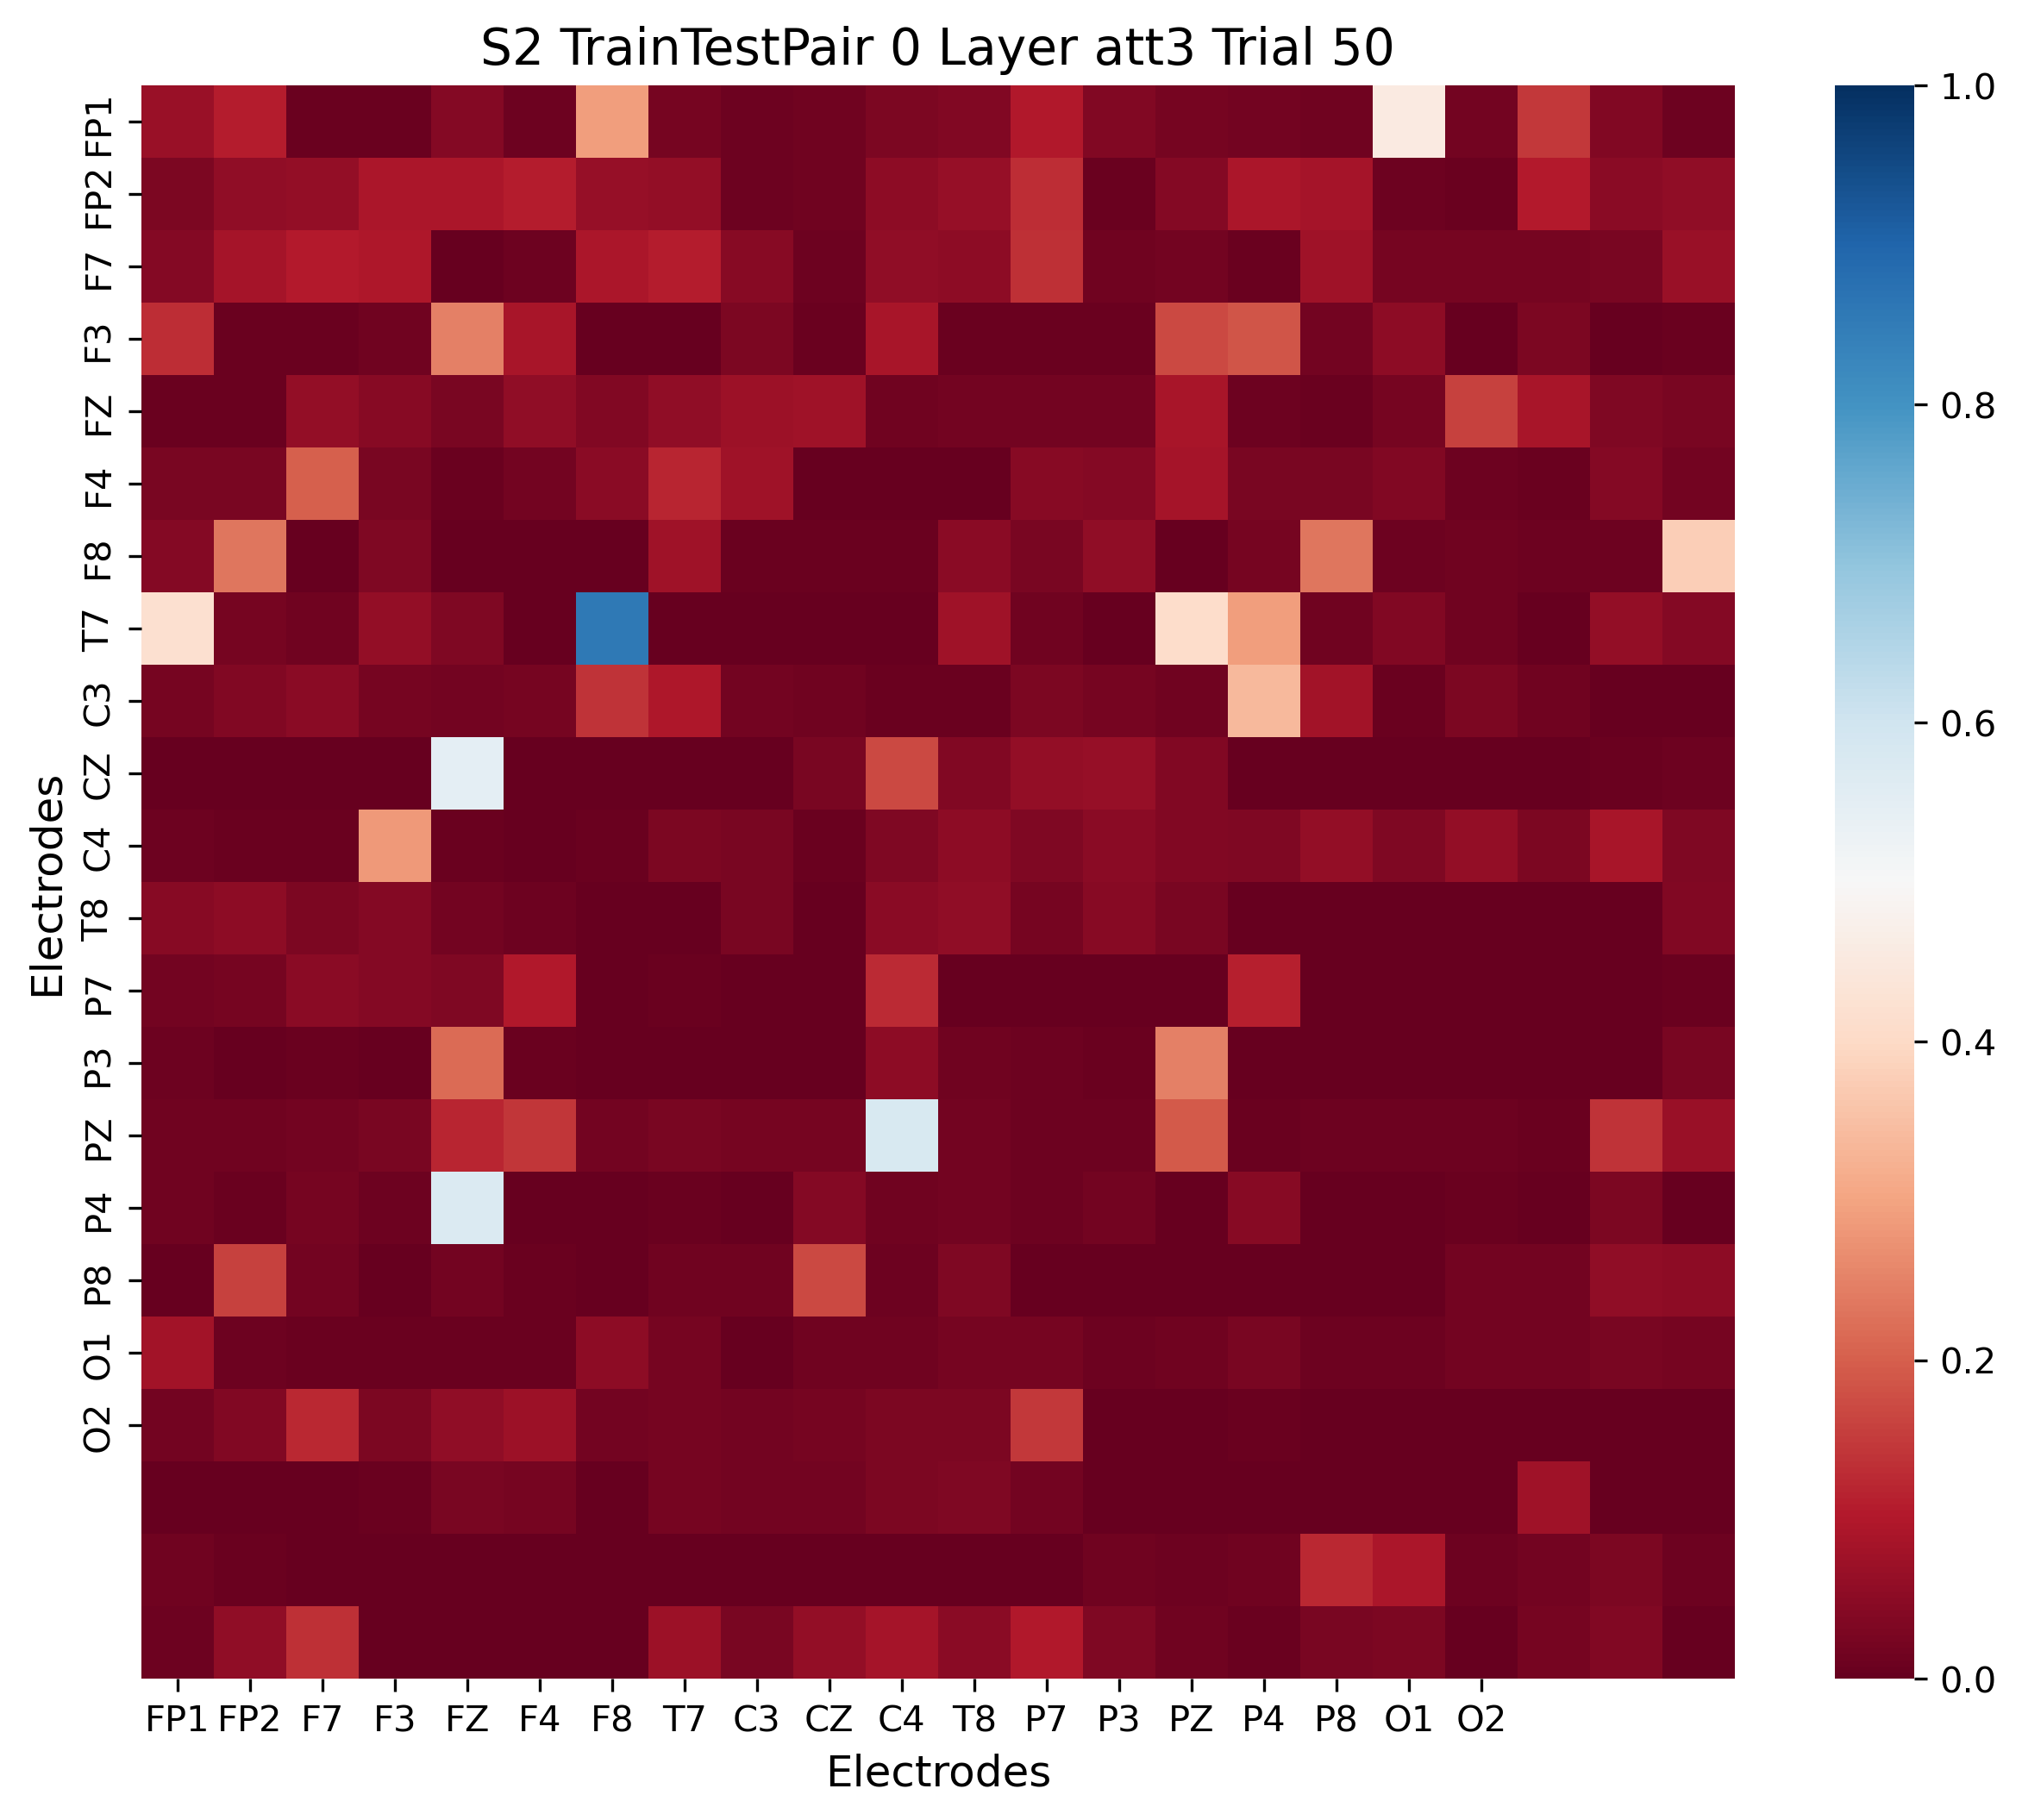 S2 TrainTestPair 0 Layer att3 Trial 50
Electrodes
FP1
FP2
F7
F3
FZ
F4
F8
T7
C3
CZ
C4
T8
P7
P3
PZ
P4
P8
O1
O2
FP1 FP2 F7 F3 FZ F4 F8 T7 C3 CZ C4 T8 P7 P3 PZ P4 P8 O1 O2
Electrodes
1.0
0.8
0.6
0.4
0.2
0.0